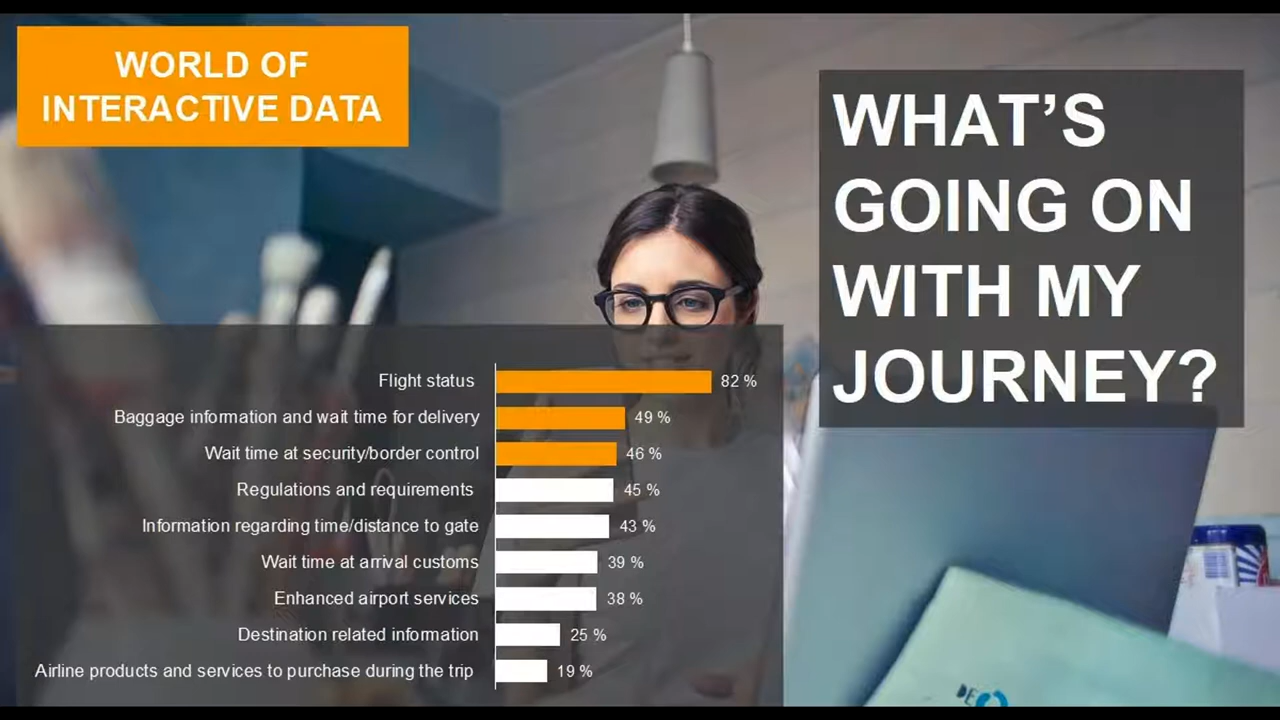 WORLD OF
INTERACTIVE DATA
WHAT'S
GOING ON
WITH MY
JOURNEY?
Flight status 82 %
Baggage information and wait time for delivery 49 %
Wait time at security/border control 46 %
Regulations and requirements 45 %
Information regarding time/distance to gate 43 %
Wait time at arrival customs 39 %
Enhanced airport services 38 %
Destination related information 25 %
Airline products and services to purchase during the trip 19 %